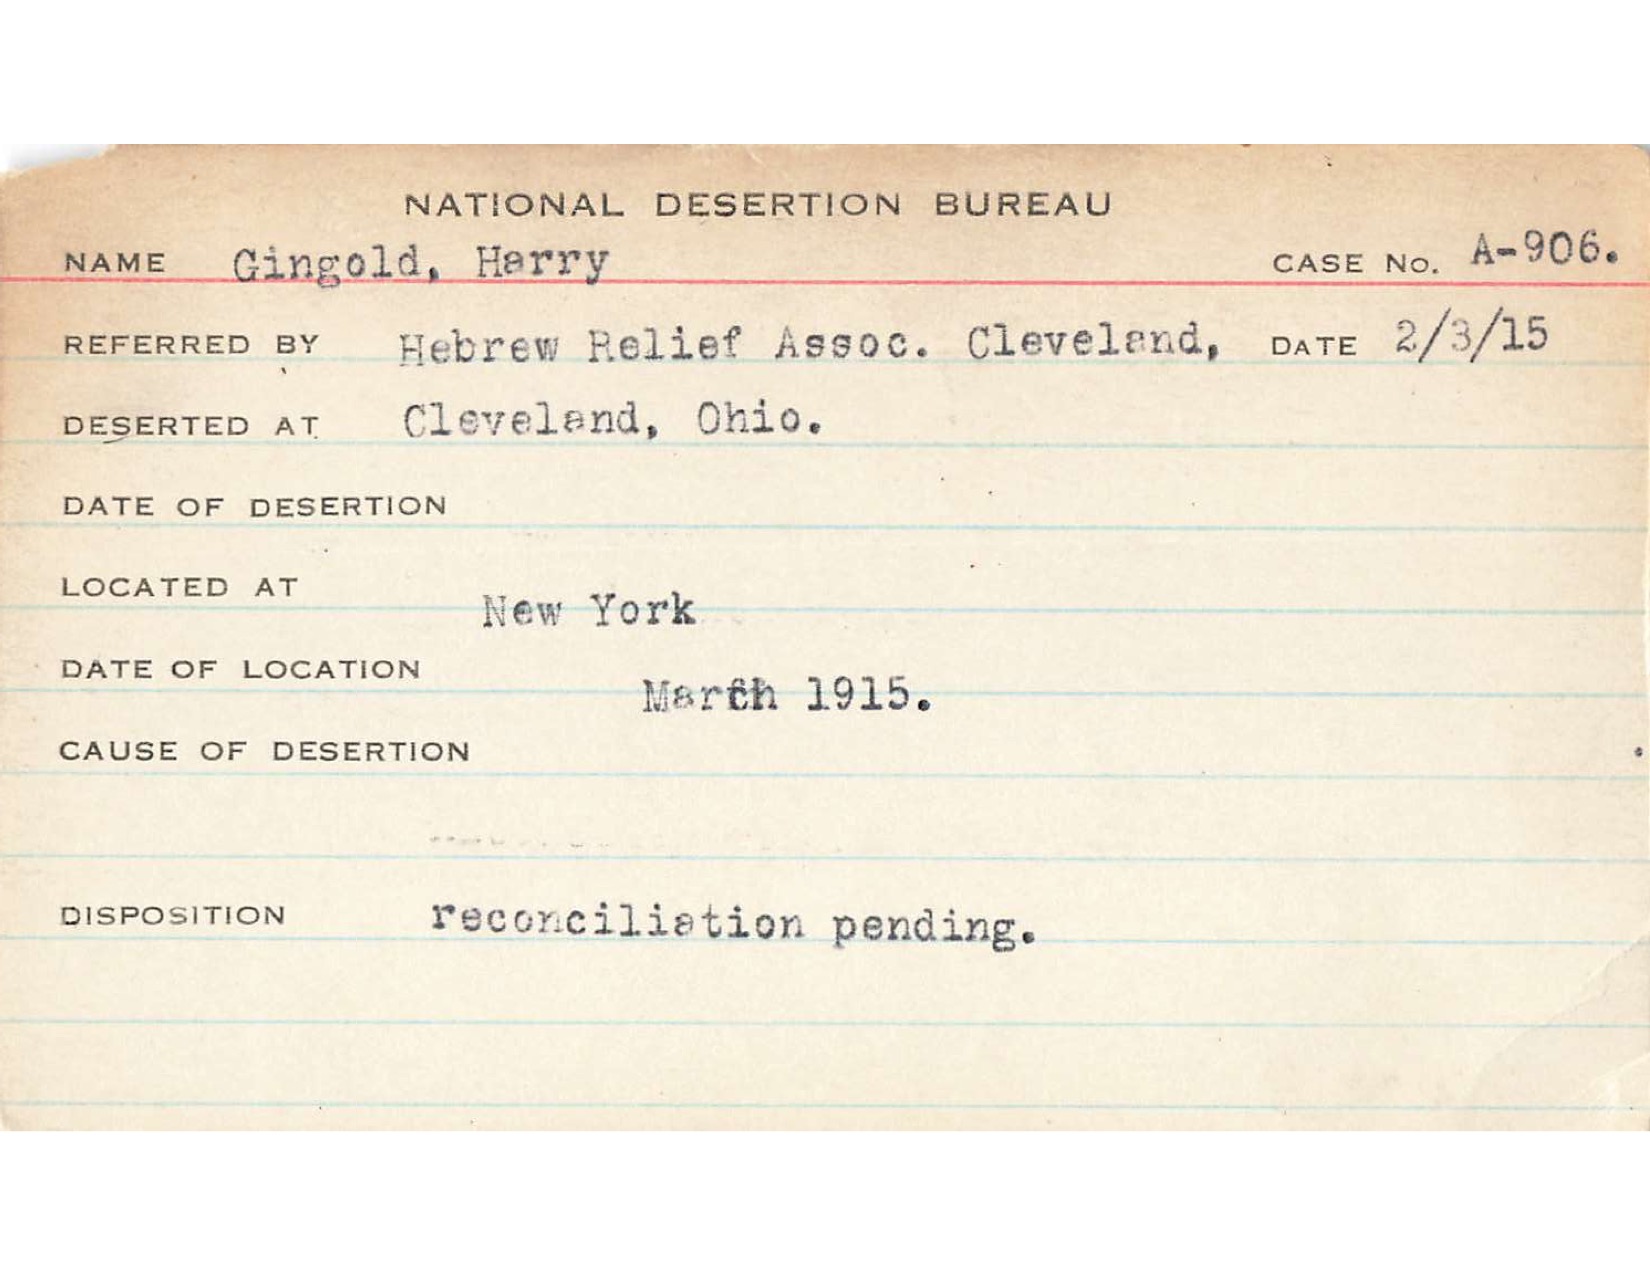 NATIONAL DESERTION BUREAU
NAME Gingold, Harry CASE No. A-906.
REFERRED BY Hebrew Relief Assoc. Cleveland, DATE 2/3/15
DESERTED AT Cleveland, Ohio.
DATE OF DESERTION
LOCATED AT New York
DATE OF LOCATION March 1915.
CAUSE OF DESERTION
DISPOSITION reconciliation pending.